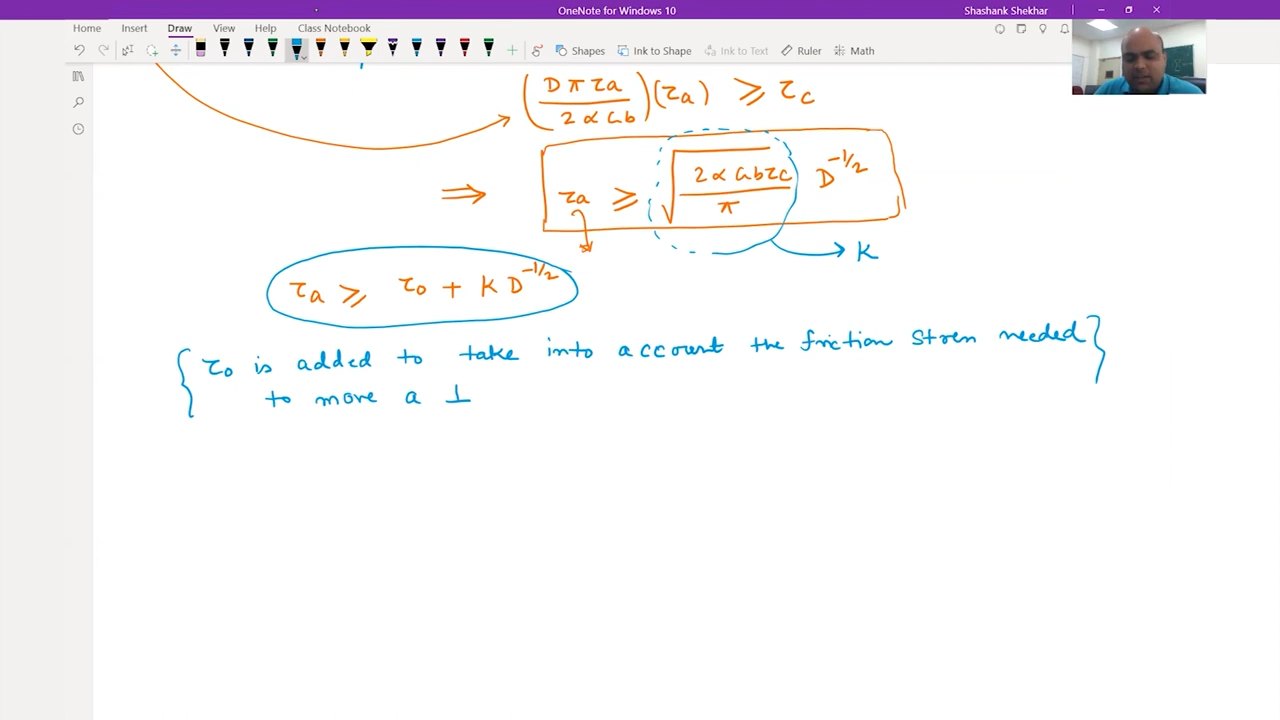 OneNote for Windows 10
Shashank Shekhar
Home Insert Draw View Help Class Notebook
Shapes Ink to Shape Ink to Text Ruler Math
(Dπτa/2αGb)(τa) ≥ τc
⇒ τa ≥ √(2αGbτc/π) D^-1/2
→ K
τa ≥ τ0 + K D^-1/2
{ τ0 is added to take into account the friction stress needed }
to move a ⊥